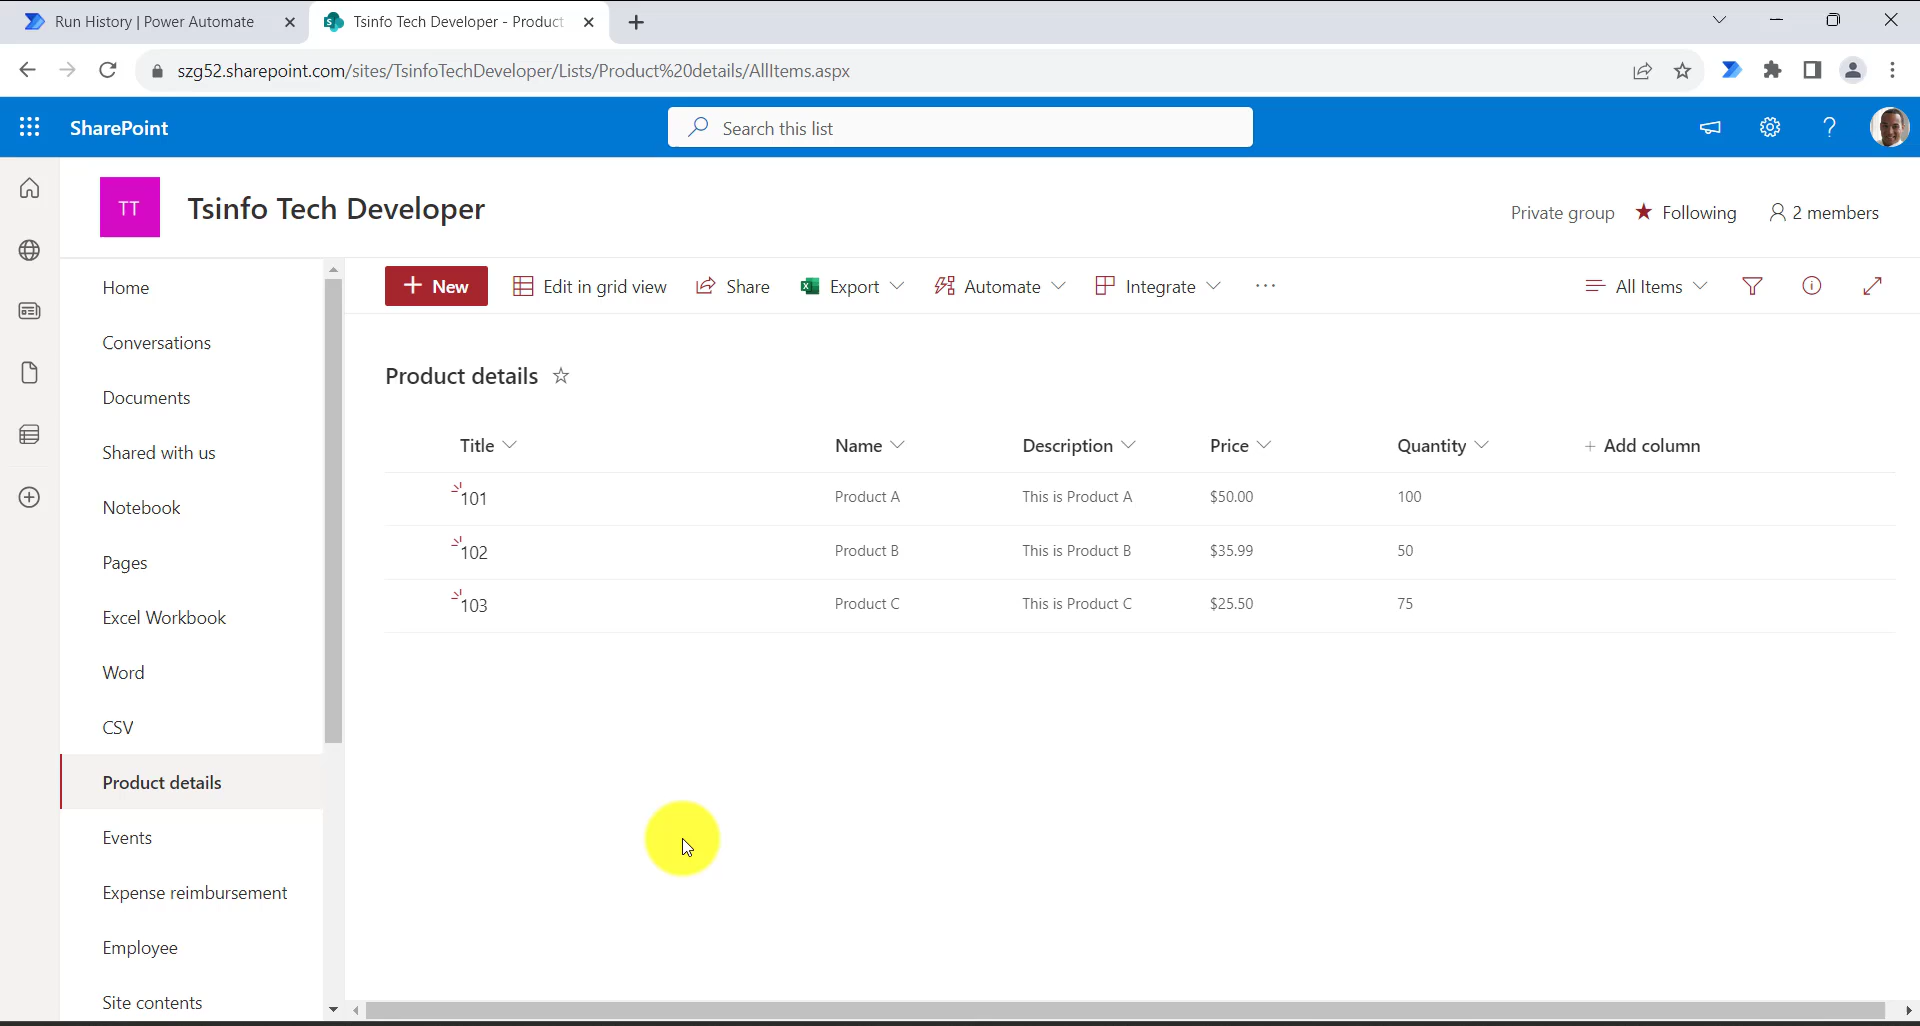 Run History | Power Automate
Tsinfo Tech Developer - Product
szg52.sharepoint.com/sites/TsinfoTechDeveloper/Lists/Product%20details/AllItems.aspx
SharePoint
Search this list
TT
Tsinfo Tech Developer
Private group
Following
2 members
Home
Conversations
Documents
Shared with us
Notebook
Pages
Excel Workbook
Word
CSV
Product details
Events
Expense reimbursement
Employee
Site contents
+ New
Edit in grid view
Share
Export
Automate
Integrate
...
All Items
Product details
Title Name Description Price Quantity + Add column
101 Product A This is Product A $50.00 100
102 Product B This is Product B $35.99 50
103 Product C This is Product C $25.50 75